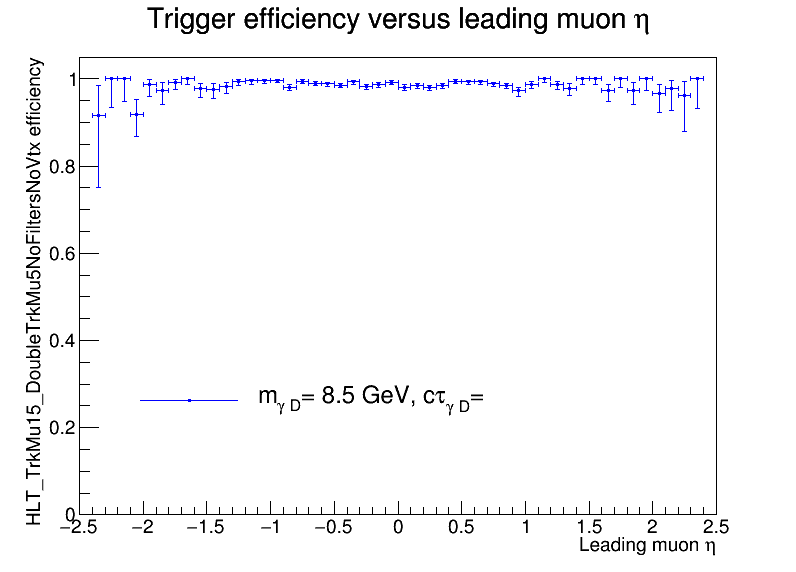 Trigger efficiency versus leading muon η
HLT_TrkMu15_DoubleTrkMu5NoFiltersNoVtx efficiency
1
0.8
0.6
0.4
0.2
0
m_γ D= 8.5 GeV, cτ_γ D=
−2.5 −2 −1.5 −1 −0.5 0 0.5 1 1.5 2 2.5
Leading muon η